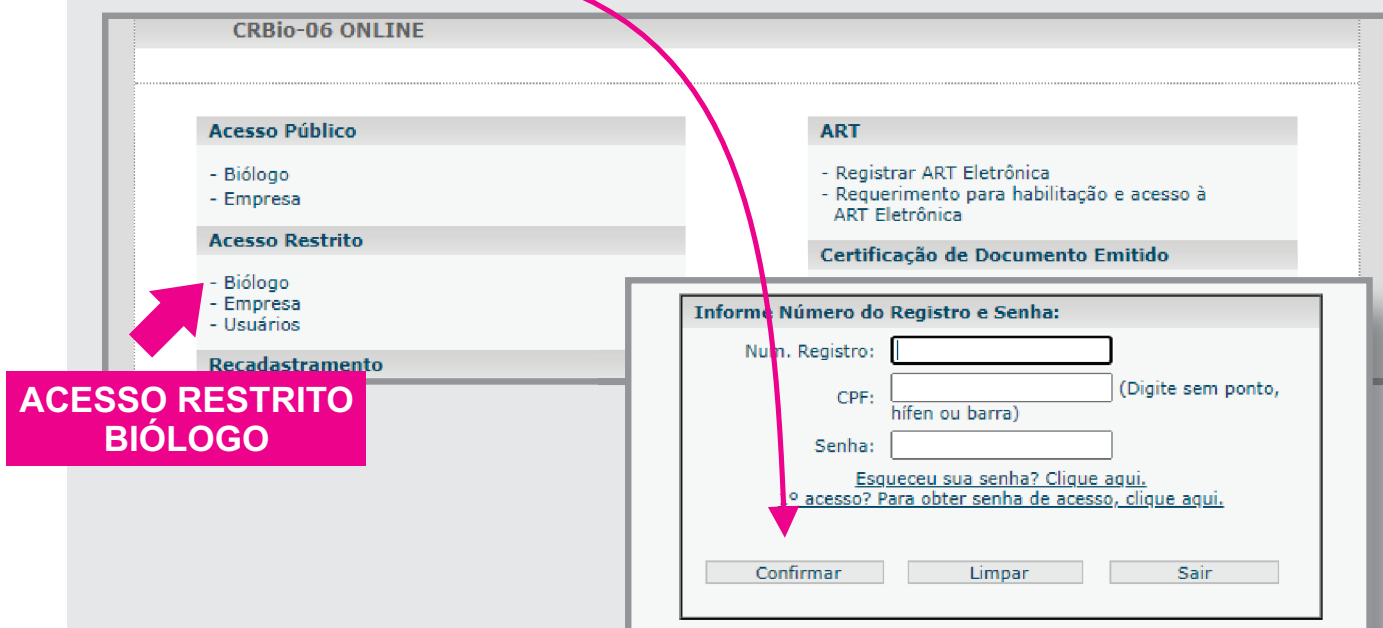 CRBio-06 ONLINE
Acesso Público
- Biólogo
- Empresa
Acesso Restrito
- Biólogo
- Empresa
- Usuários
Recadastramento
ACESSO RESTRITO
BIÓLOGO
ART
- Registrar ART Eletrônica
- Requerimento para habilitação e acesso à
ART Eletrônica
Certificação de Documento Emitido
Informe Número do Registro e Senha:
Num. Registro:
CPF: (Digite sem ponto,
hífen ou barra)
Senha:
Esqueceu sua senha? Clique aqui.
º acesso? Para obter senha de acesso, clique aqui.
Confirmar Limpar Sair